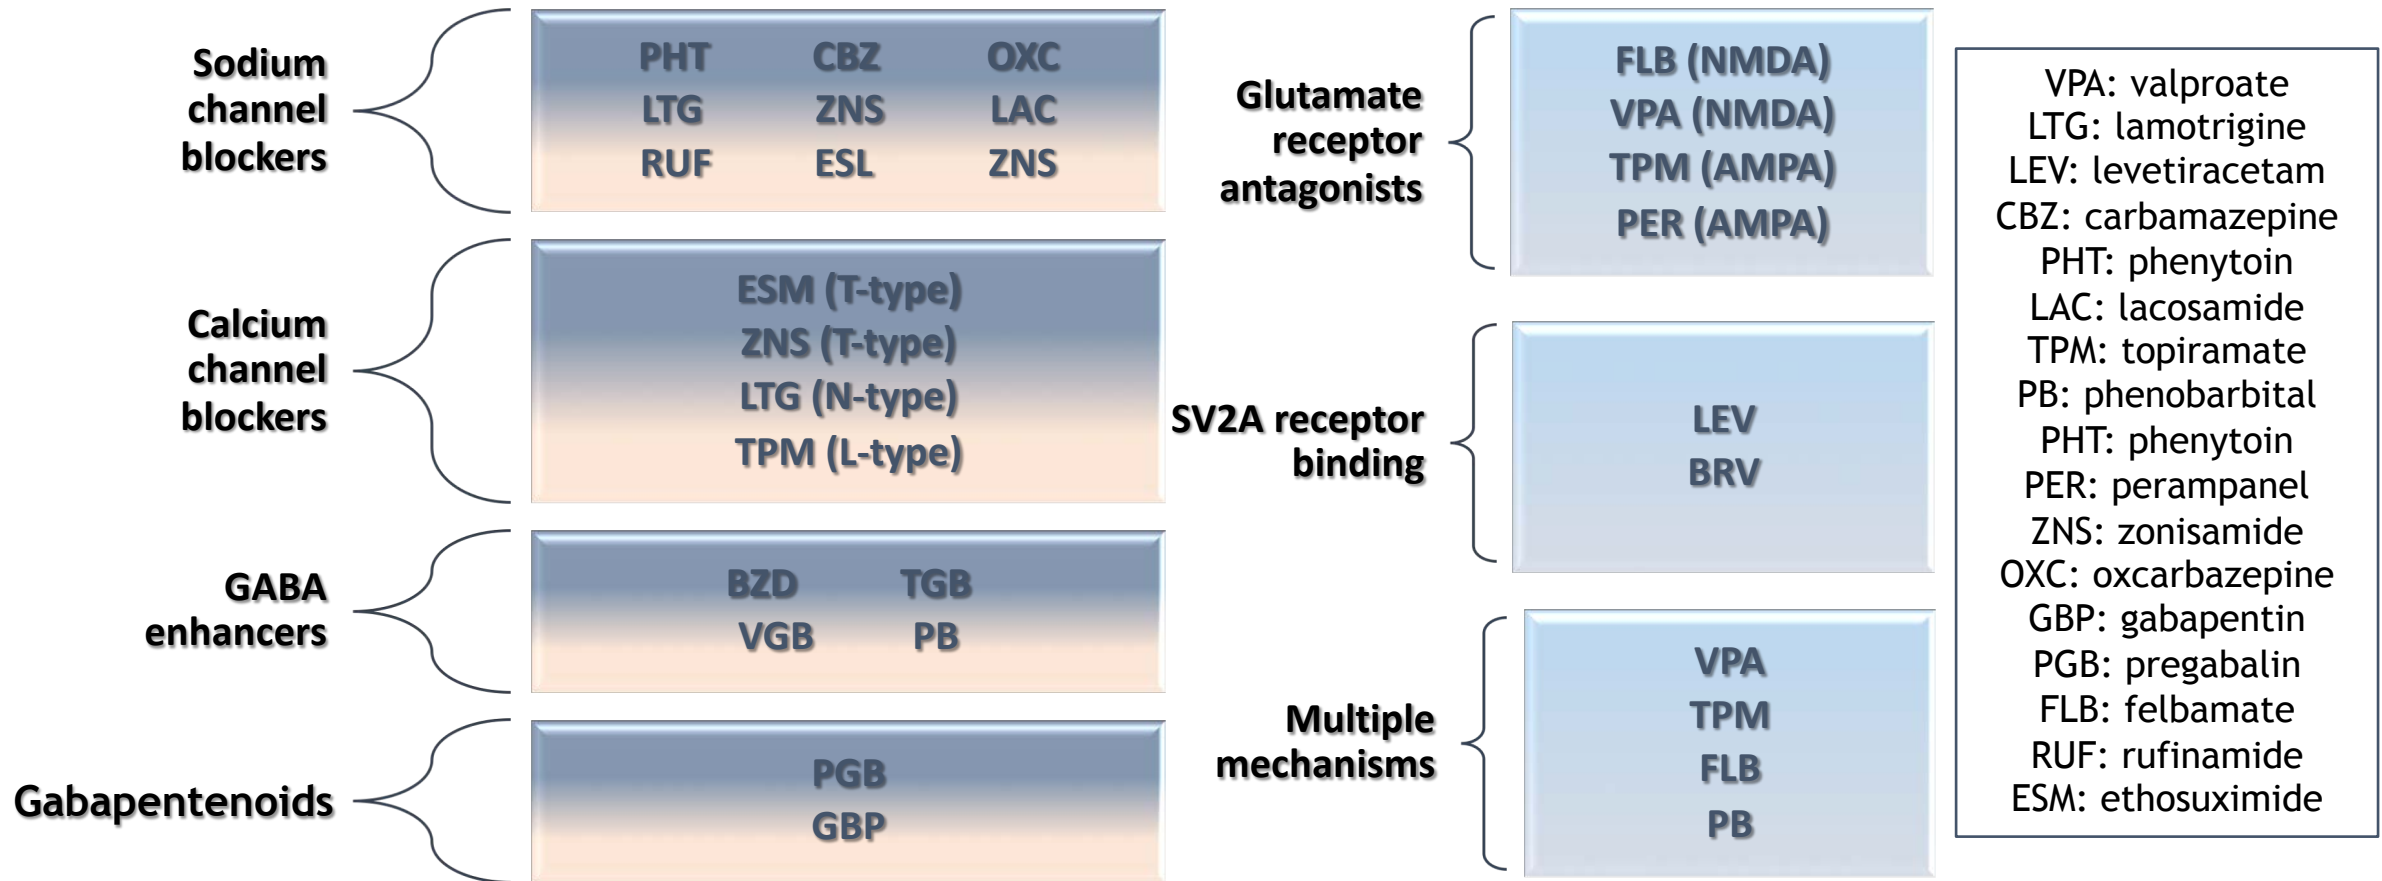 Sodium
channel
blockers
PHT CBZ OXC
LTG ZNS LAC
RUF ESL ZNS
Calcium
channel
blockers
ESM (T-type)
ZNS (T-type)
LTG (N-type)
TPM (L-type)
GABA
enhancers
BZD TGB
VGB PB
Gabapentenoids
PGB
GBP
Glutamate
receptor
antagonists
FLB (NMDA)
VPA (NMDA)
TPM (AMPA)
PER (AMPA)
SV2A receptor
binding
LEV
BRV
Multiple
mechanisms
VPA
TPM
FLB
PB
VPA: valproate
LTG: lamotrigine
LEV: levetiracetam
CBZ: carbamazepine
PHT: phenytoin
LAC: lacosamide
TPM: topiramate
PB: phenobarbital
PHT: phenytoin
PER: perampanel
ZNS: zonisamide
OXC: oxcarbazepine
GBP: gabapentin
PGB: pregabalin
FLB: felbamate
RUF: rufinamide
ESM: ethosuximide